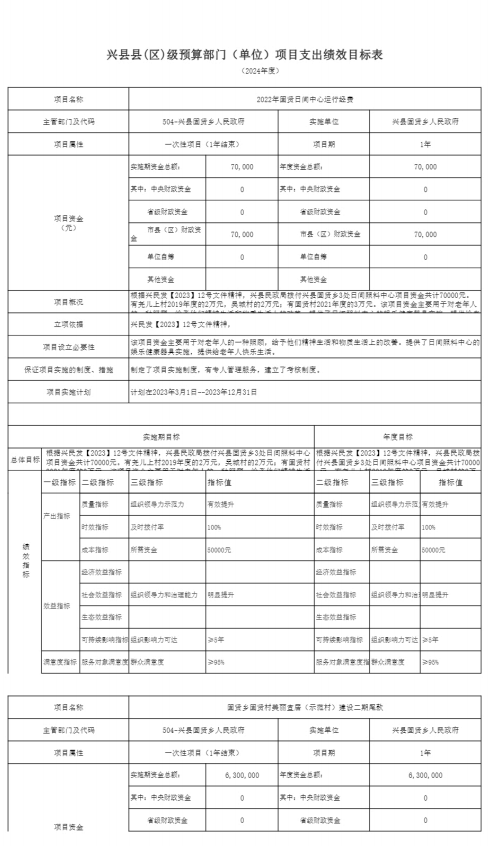 兴县县(区)级预算部门（单位）项目支出绩效目标表
（2024年度）
项目名称 2022年固贤日间中心运行经费
主管部门及代码 504-兴县固贤乡人民政府 实施单位 兴县固贤乡人民政府
项目属性 一次性项目（1年结束） 项目期 1年
项目资金（元） 实施期资金总额： 70,000 年度资金总额： 70,000
其中：中央财政资金 0 其中：中央财政资金 0
省级财政资金 0 省级财政资金 0
市县（区）财政资金 70,000 市县（区）财政资金 70,000
单位自筹 0 单位自筹 0
其他资金 其他资金
项目概况 根据兴民发【2023】12号文件精神，兴县民政局拨付兴县固贤乡3处日间照料中心项目资金共计70000元。
有尧儿上村2019年度的2万元，吴城村的2万元；有固贤村2021年度的3万元。该项资金主要用于对老年人
立项依据 兴民发【2023】12号文件精神，
项目设立必要性 该项资金主要用于对老年人的一种照顾，给予他们精神生活和物质生活上的改善。提供了日间照料中心的
娱乐健康器具实施，提供给老年人快乐生活。
保证项目实施的制度、措施 制定了项目实施制度，有专人管理服务，建立了考核制度。
项目实施计划 计划在2023年3月1日--2023年12月31日
实施期目标 年度目标
总体目标 根据兴民发【2023】12号文件精神，兴县民政局拨付兴县固贤乡3处日间照料中心
项目资金共计70000元。有尧儿上村2019年度的2万元，吴城村的2万元；有固贤村
根据兴民发【2023】12号文件精神，兴县民政局拨
付兴县固贤乡3处日间照料中心项目资金共计70000
绩效指标 一级指标 二级指标 三级指标 指标值 二级指标 三级指标 指标值
产出指标 质量指标 组织领导力示范力 有效提升 质量指标 组织领导力示范 有效提升
时效指标 及时拨付率 100% 时效指标 及时拨付率 100%
成本指标 所需资金 50000元 成本指标 所需资金 50000元
效益指标 经济效益指标 经济效益指标
社会效益指标 组织领导力和治理能力 明显提升 社会效益指标 组织领导力和治 明显提升
生态效益指标 生态效益指标
可持续影响指标 组织影响力可达 ≥5年 可持续影响指标 组织影响力可达 ≥5年
满意度指标 服务对象满意度 群众满意度 ≥95% 服务对象满意度指 群众满意度 ≥95%
项目名称 固贤乡固贤村美丽宜居（示范村）建设二期尾款
主管部门及代码 504-兴县固贤乡人民政府 实施单位 兴县固贤乡人民政府
项目属性 一次性项目（1年结束） 项目期 1年
项目资金 实施期资金总额： 6,300,000 年度资金总额： 6,300,000
其中：中央财政资金 0 其中：中央财政资金 0
省级财政资金 0 省级财政资金 0